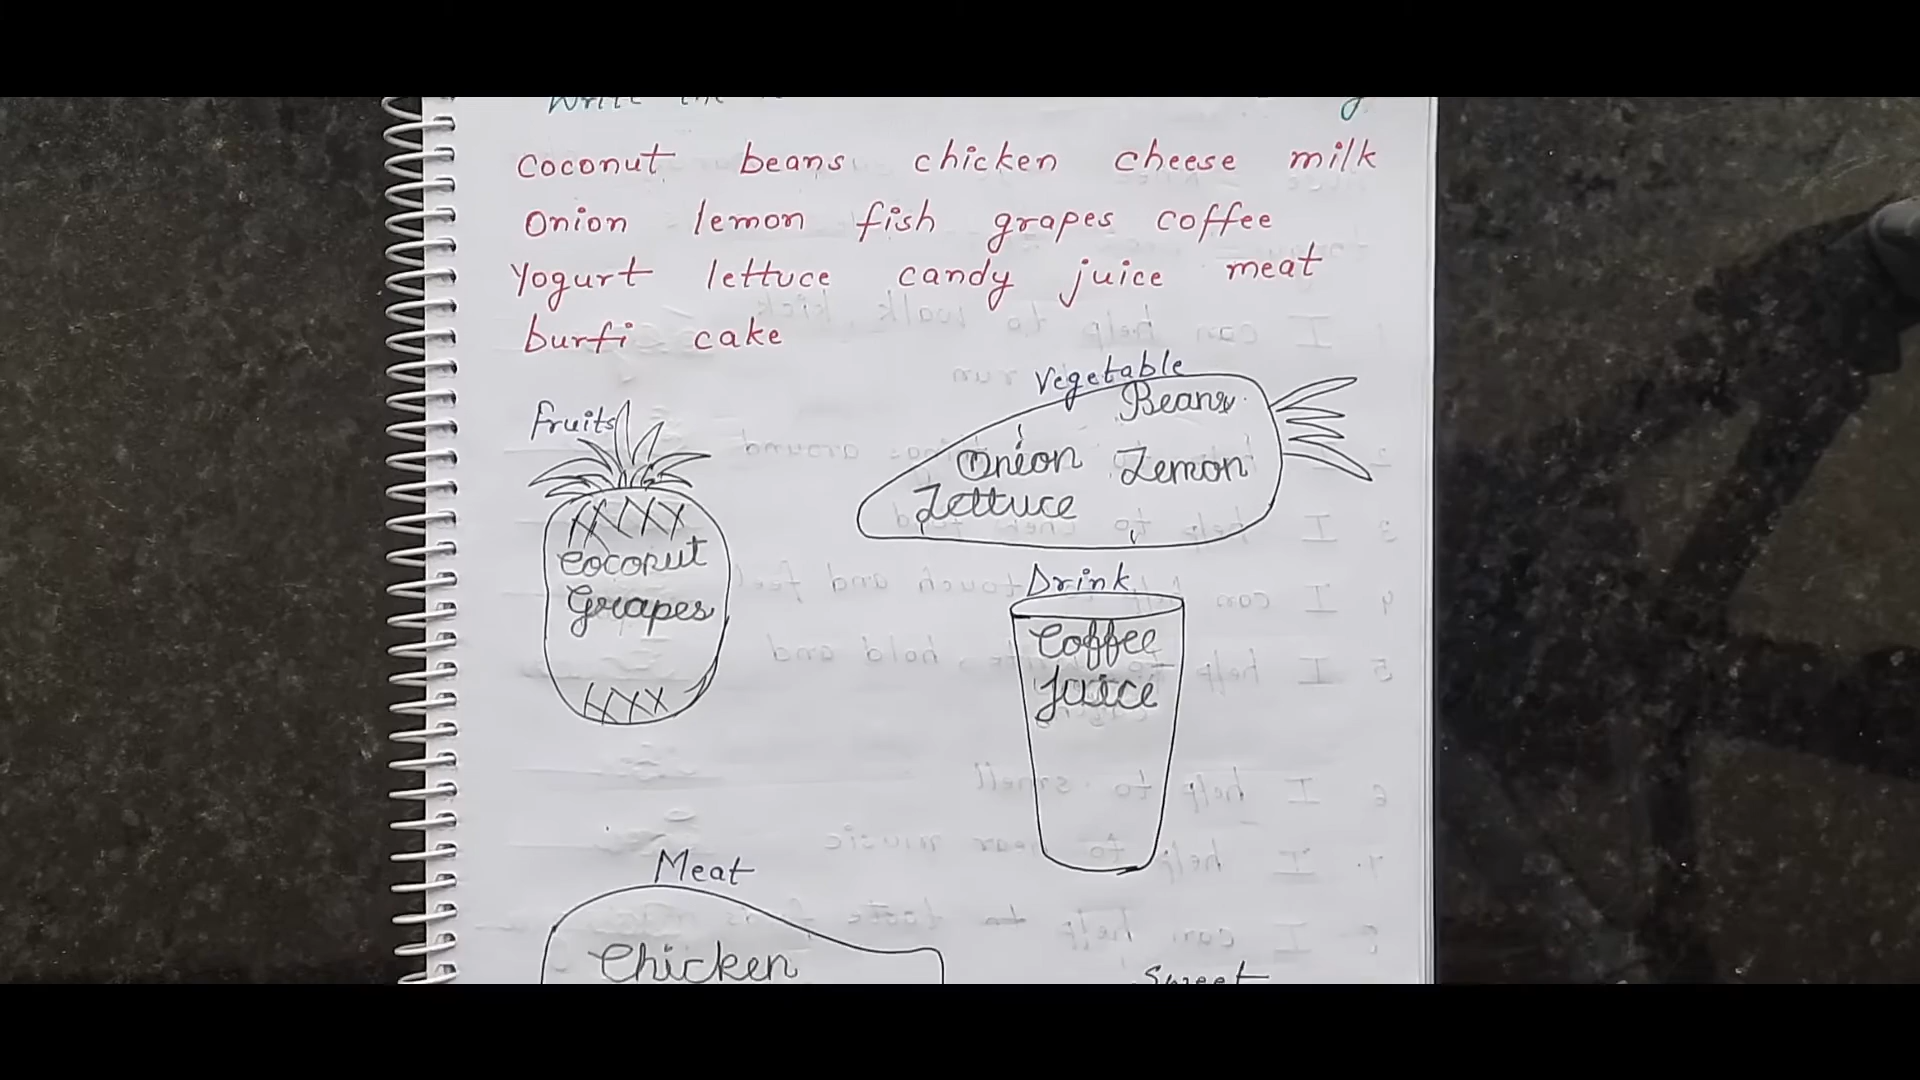 coconut beans chicken cheese milk
Onion lemon fish grapes coffee
Yogurt lettuce candy juice meat
burfi cake
Vegetable
Fruits
Beans
Onion Lemon
Lettuce
Coconut
Grapes
Drink
Coffee
Juice
Meat
Chicken
Sweet